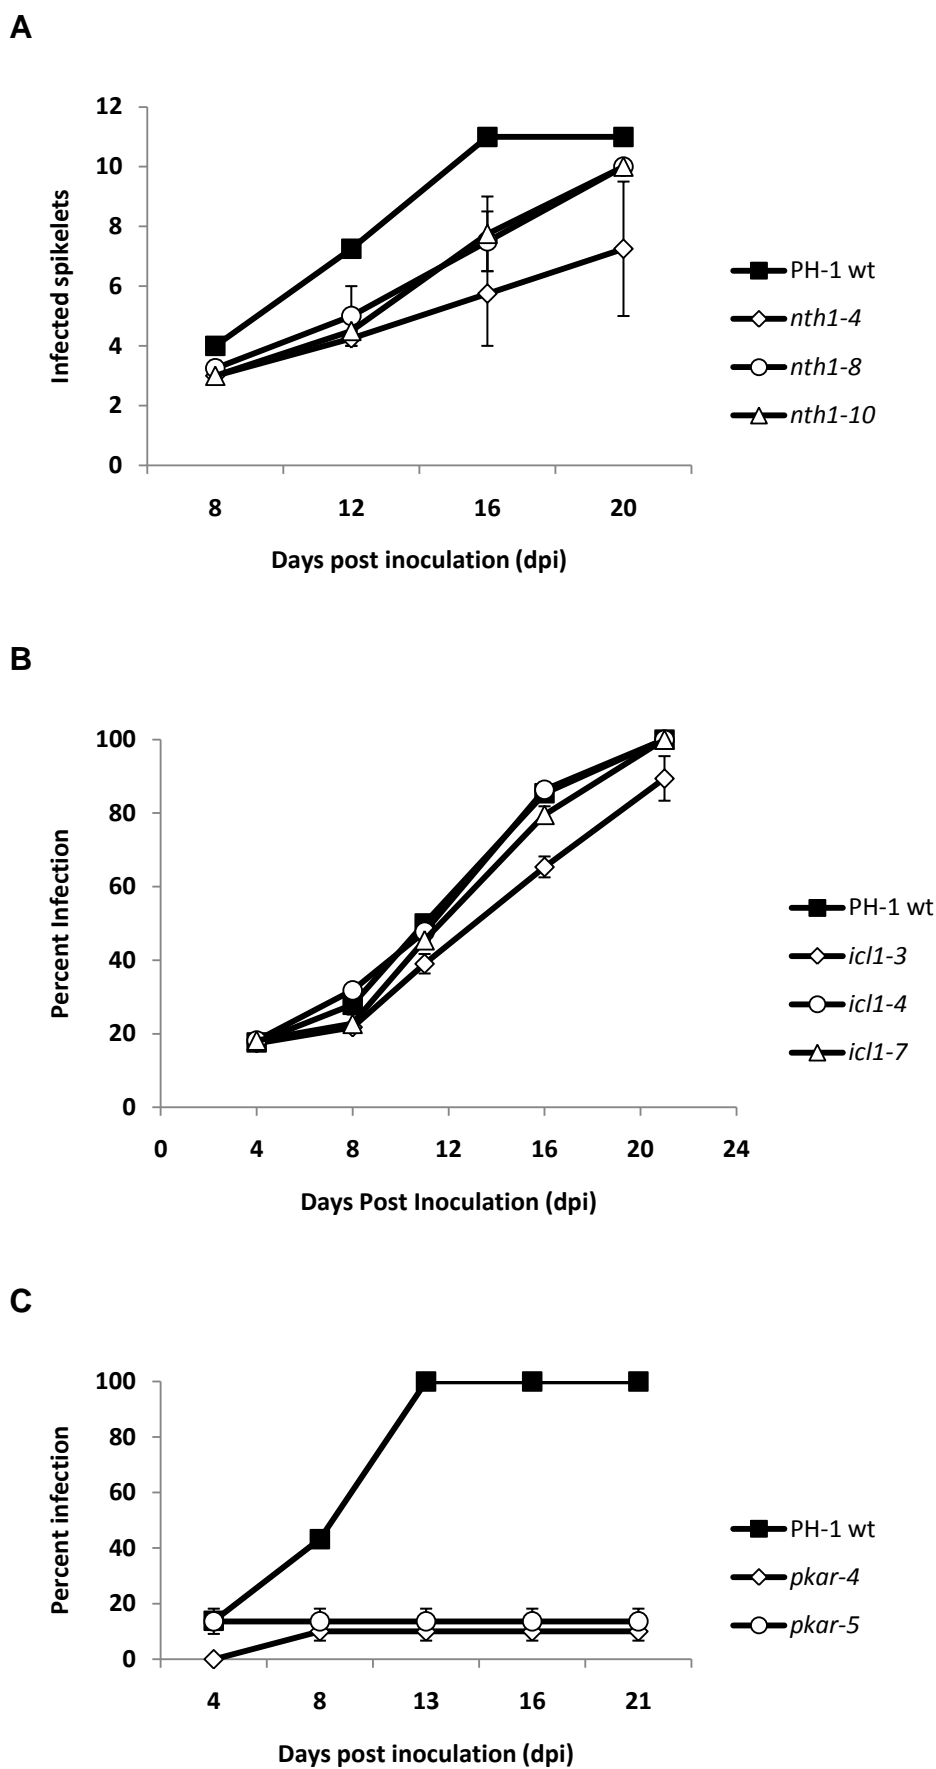 A
12
10
8
6
4
2
0
Infected spikelets
8 12 16 20
Days post inoculation (dpi)
PH-1 wt
nth1-4
nth1-8
nth1-10
B
100
80
60
40
20
0
Percent Infection
0 4 8 12 16 20 24
Days Post Inoculation (dpi)
PH-1 wt
icl1-3
icl1-4
icl1-7
C
100
80
60
40
20
0
Percent infection
4 8 13 16 21
Days post inoculation (dpi)
PH-1 wt
pkar-4
pkar-5